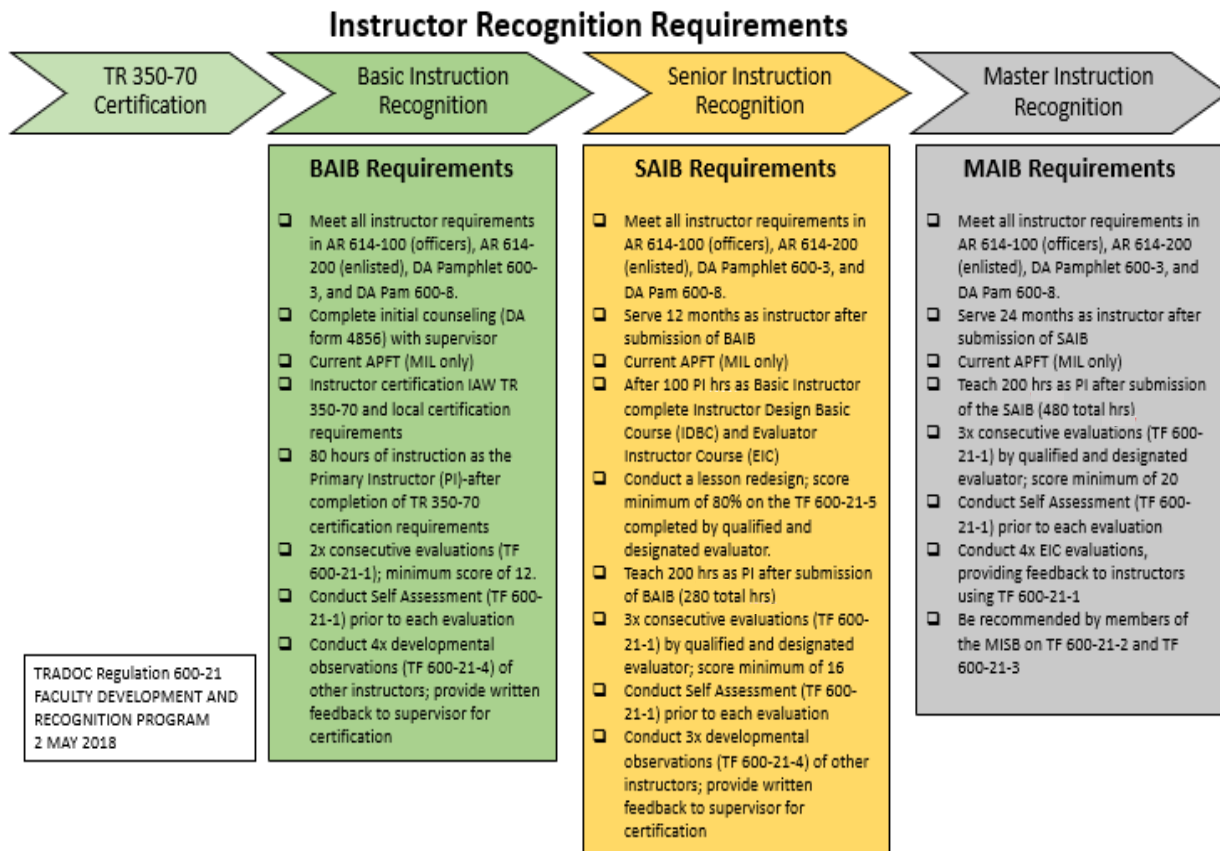 Instructor Recognition Requirements
TR 350-70
Certification
Basic Instruction
Recognition
Senior Instruction
Recognition
Master Instruction
Recognition
BAIB Requirements
Meet all instructor requirements
in AR 614-100 (officers), AR 614-
200 (enlisted), DA Pamphlet 600-
3, and DA Pam 600-8.
Complete initial counseling (DA
form 4856) with supervisor
Current APFT (MIL only)
Instructor certification IAW TR
350-70 and local certification
requirements
80 hours of instruction as the
Primary Instructor (PI)-after
completion of TR 350-70
certification requirements
2x consecutive evaluations (TF
600-21-1); minimum score of 12.
Conduct Self Assessment (TF 600-
21-1) prior to each evaluation
Conduct 4x developmental
observations (TF 600-21-4) of
other instructors; provide written
feedback to supervisor for
certification
SAIB Requirements
Meet all instructor requirements in
AR 614-100 (officers), AR 614-200
(enlisted), DA Pamphlet 600-3, and
DA Pam 600-8.
Serve 12 months as instructor after
submission of BAIB
Current APFT (MIL only)
After 100 PI hrs as Basic Instructor
complete Instructor Design Basic
Course (IDBC) and Evaluator
Instructor Course (EIC)
Conduct a lesson redesign; score
minimum of 80% on the TF 600-21-5
completed by qualified and
designated evaluator.
Teach 200 hrs as PI after submission
of BAIB (280 total hrs)
3x consecutive evaluations (TF 600-
21-1) by qualified and designated
evaluator; score minimum of 16
Conduct Self Assessment (TF 600-
21-1) prior to each evaluation
Conduct 3x developmental
observations (TF 600-21-4) of other
instructors; provide written
feedback to supervisor for
certification
MAIB Requirements
Meet all instructor requirements in
AR 614-100 (officers), AR 614-200
(enlisted), DA Pamphlet 600-3, and
DA Pam 600-8.
Serve 24 months as instructor after
submission of SAIB
Current APFT (MIL only)
Teach 200 hrs as PI after submission
of the SAIB (480 total hrs)
3x consecutive evaluations (TF 600-
21-1) by qualified and designated
evaluator; score minimum of 20
Conduct Self Assessment (TF 600-
21-1) prior to each evaluation
Conduct 4x EIC evaluations,
providing feedback to instructors
using TF 600-21-1
Be recommended by members of
the MISB on TF 600-21-2 and TF
600-21-3
TRADOC Regulation 600-21
FACULTY DEVELOPMENT AND
RECOGNITION PROGRAM
2 MAY 2018